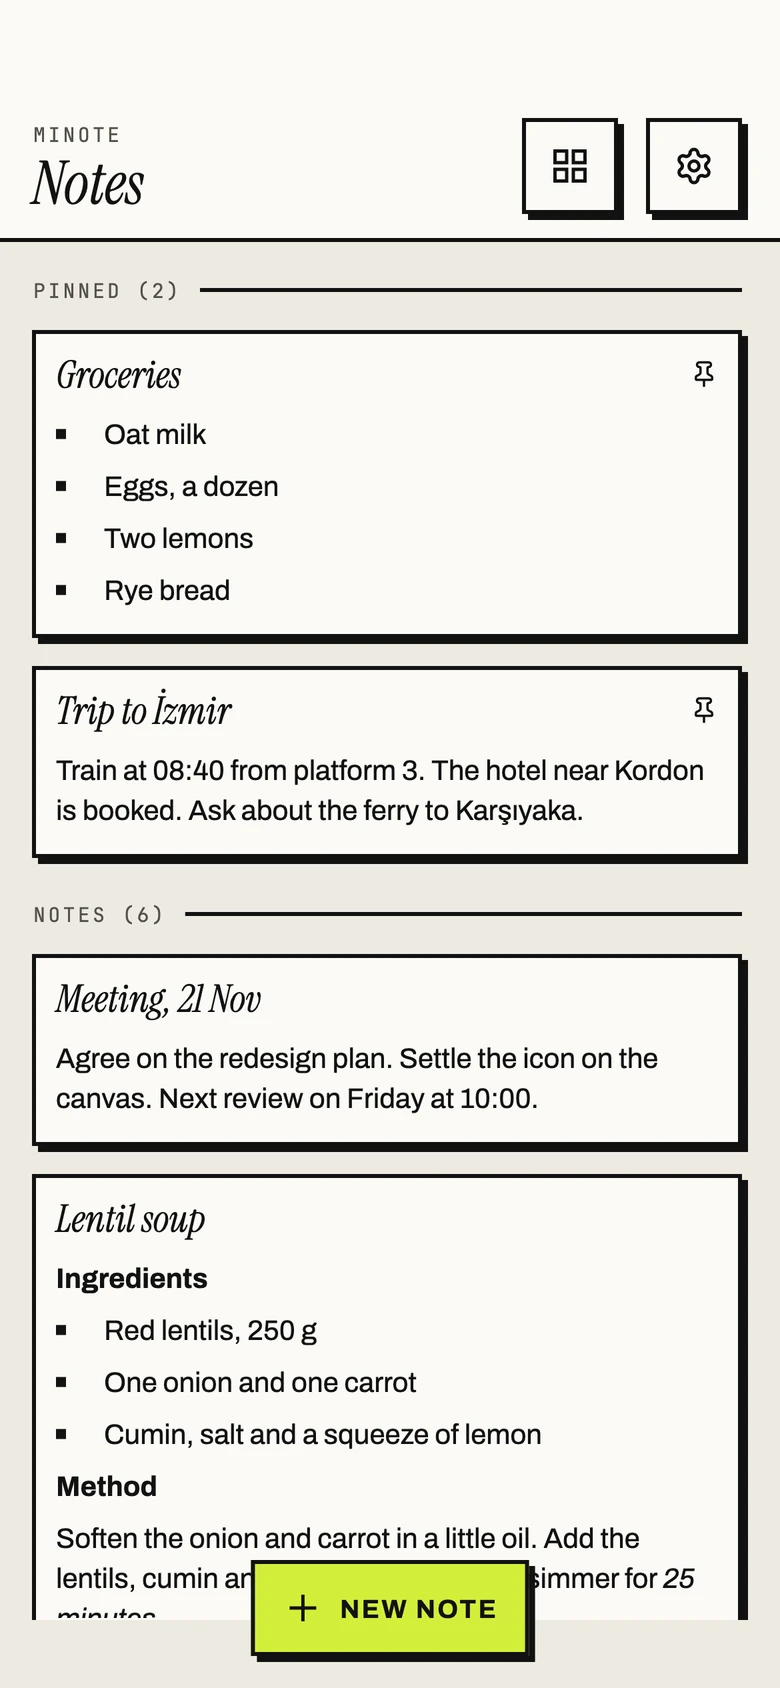 MINOTE
Notes
PINNED (2)
Groceries
Oat milk
Eggs, a dozen
Two lemons
Rye bread
Trip to İzmir
Train at 08:40 from platform 3. The hotel near Kordon
is booked. Ask about the ferry to Karşıyaka.
NOTES (6)
Meeting, 21 Nov
Agree on the redesign plan. Settle the icon on the
canvas. Next review on Friday at 10:00.
Lentil soup
Ingredients
Red lentils, 250 g
One onion and one carrot
Cumin, salt and a squeeze of lemon
Method
Soften the onion and carrot in a little oil. Add the
lentils, cumin simmer for 25
minutes
NEW NOTE